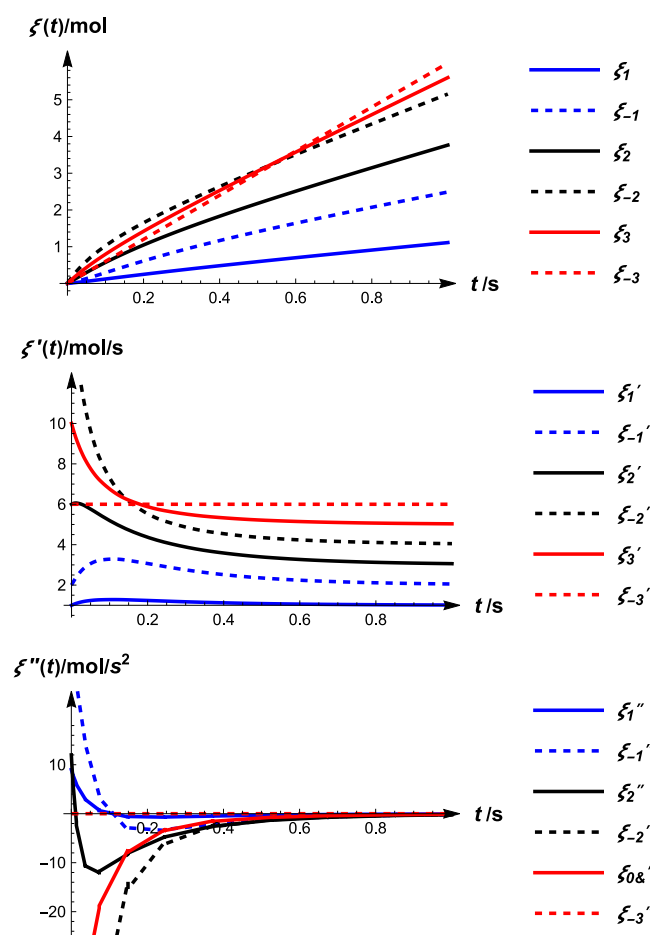 ξ(t)/mol
5
4
3
2
1
0.2 0.4 0.6 0.8
t /s
ξ1
ξ−1
ξ2
ξ−2
ξ3
ξ−3
ξ'(t)/mol/s
10
8
6
4
2
0.2 0.4 0.6 0.8
t /s
ξ1′
ξ−1′
ξ2′
ξ−2′
ξ3′
ξ−3′
ξ''(t)/mol/s²
10
−10
−20
0.2 0.4 0.6 0.8
t /s
ξ1″
ξ−1′
ξ2″
ξ−2′
ξ0&′
ξ−3′